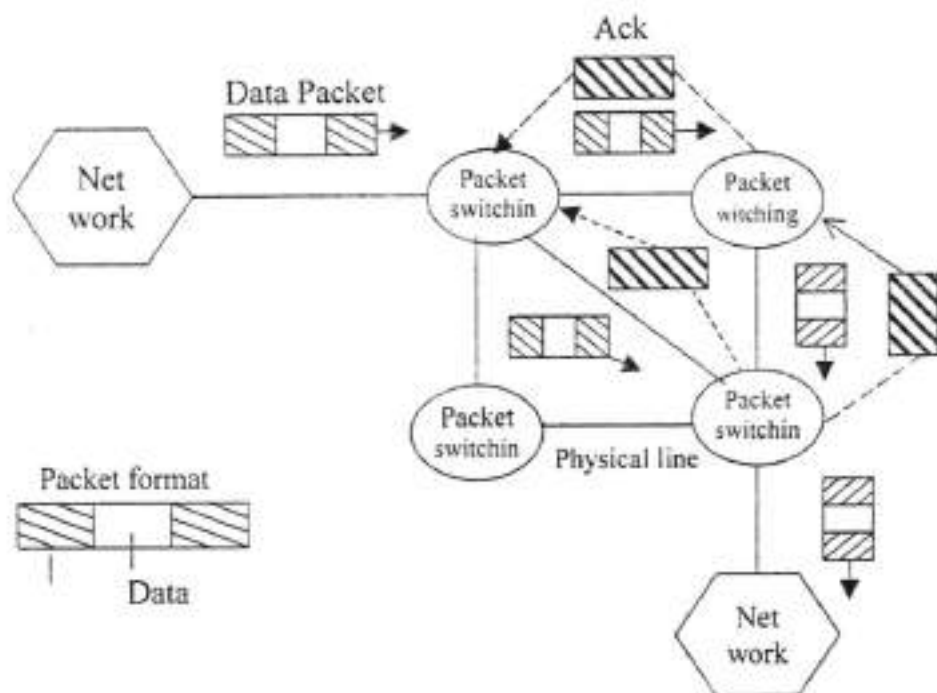 Ack
Data Packet
Net
work
Packet
switchin
Packet
witching
Packet
switchin
Packet
switchin
Physical line
Packet format
Data
Net
work